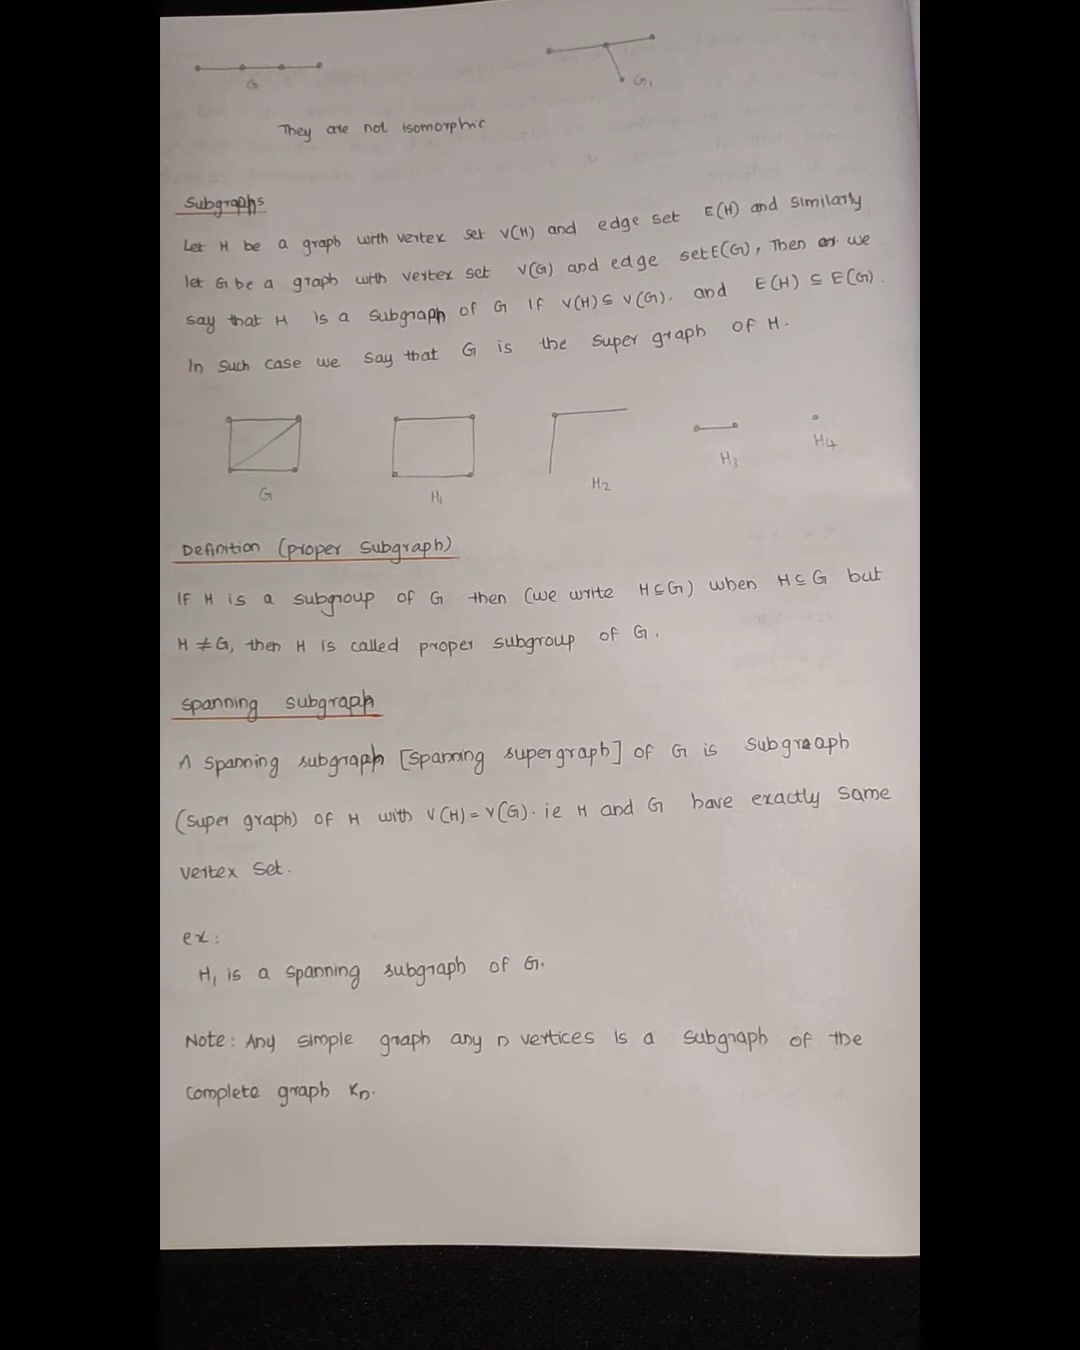 G
G₁
They are not isomorphic
Subgraphs
Let H be a graph with vertex set V(H) and edge set E(H) and similarly
let G be a graph with vertex set V(G) and edge set E(G), Then we
say that H is a subgraph of G if V(H) ⊆ V(G). and E(H) ⊆ E(G).
In such case we say that G is the super graph of H.
G H₁ H₂ H₃ H₄
Definition (proper subgraph)
If H is a subgroup of G then (we write H⊆G) when H⊆G but
H≠G, then H is called proper subgroup of G.
Spanning subgraph
A spanning subgraph [spanning supergraph] of G is subgraaph
(super graph) of H with V(H)=V(G). ie H and G have exactly same
vertex set.
ex:
H₁ is a spanning subgraph of G.
Note: Any simple graph any n vertices is a subgraph of the
complete graph Kn.